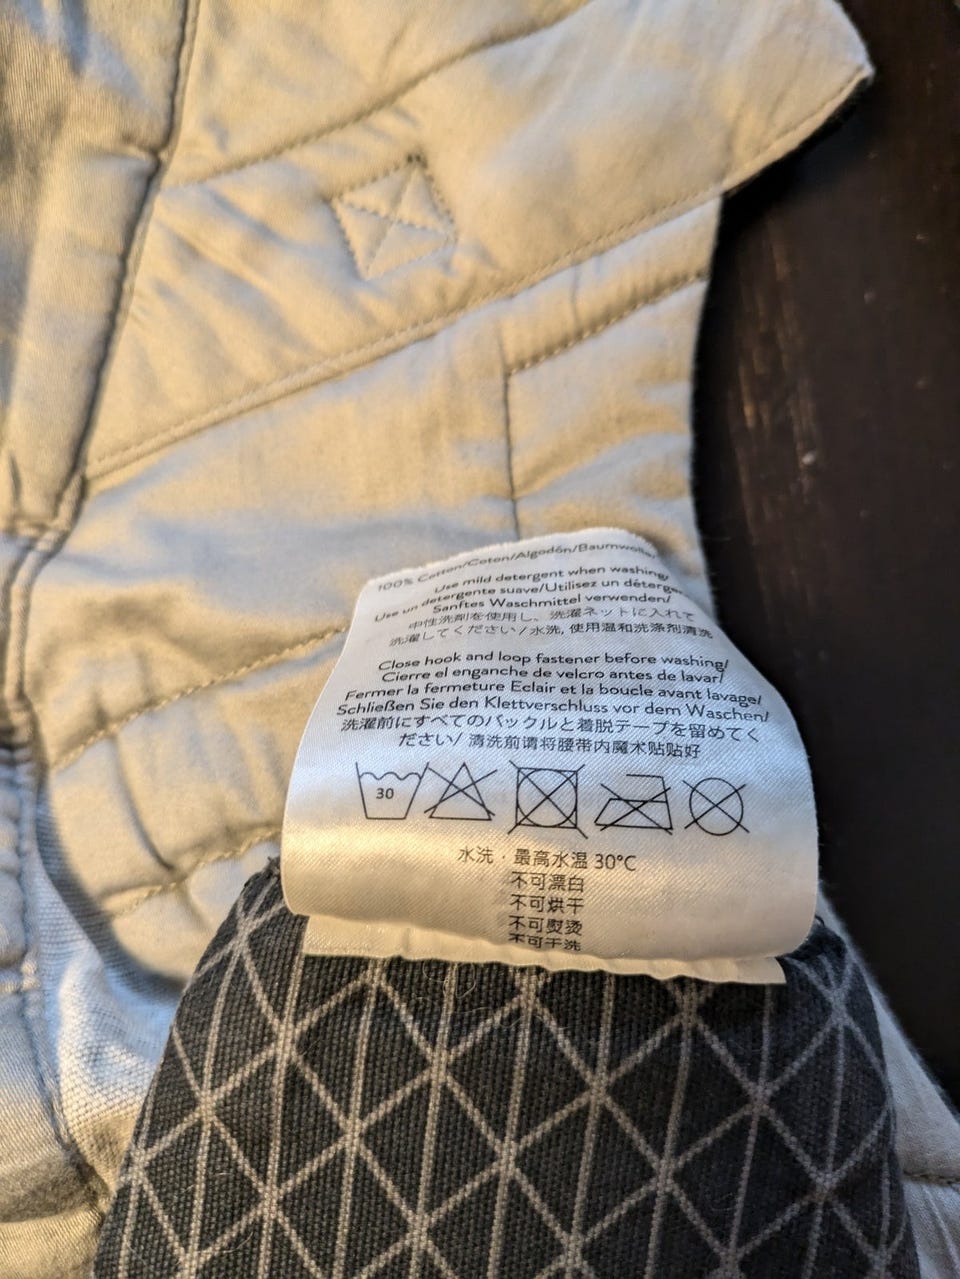 100% Cotton/Coton/Algodón/Baumwolle/
Use mild detergent when washing/
Use un detergente suave/Utilisez un déterge
Sanftes Waschmittel verwenden/
中性洗剤を使用し、洗濯ネットに入れて
洗濯してください/水洗, 使用温和洗涤剂清洗
Close hook and loop fastener before washing/
Cierre el enganche de velcro antes de lavar/
Fermer la fermeture Eclair et la boucle avant lavage/
Schließen Sie den Klettverschluss vor dem Waschen/
洗濯前にすべてのバックルと着脱テープを留めてく
ださい/ 清洗前请将腰带内魔术贴贴好
30
水洗 · 最高水温 30°C
不可漂白
不可烘干
不可熨烫
不可干洗